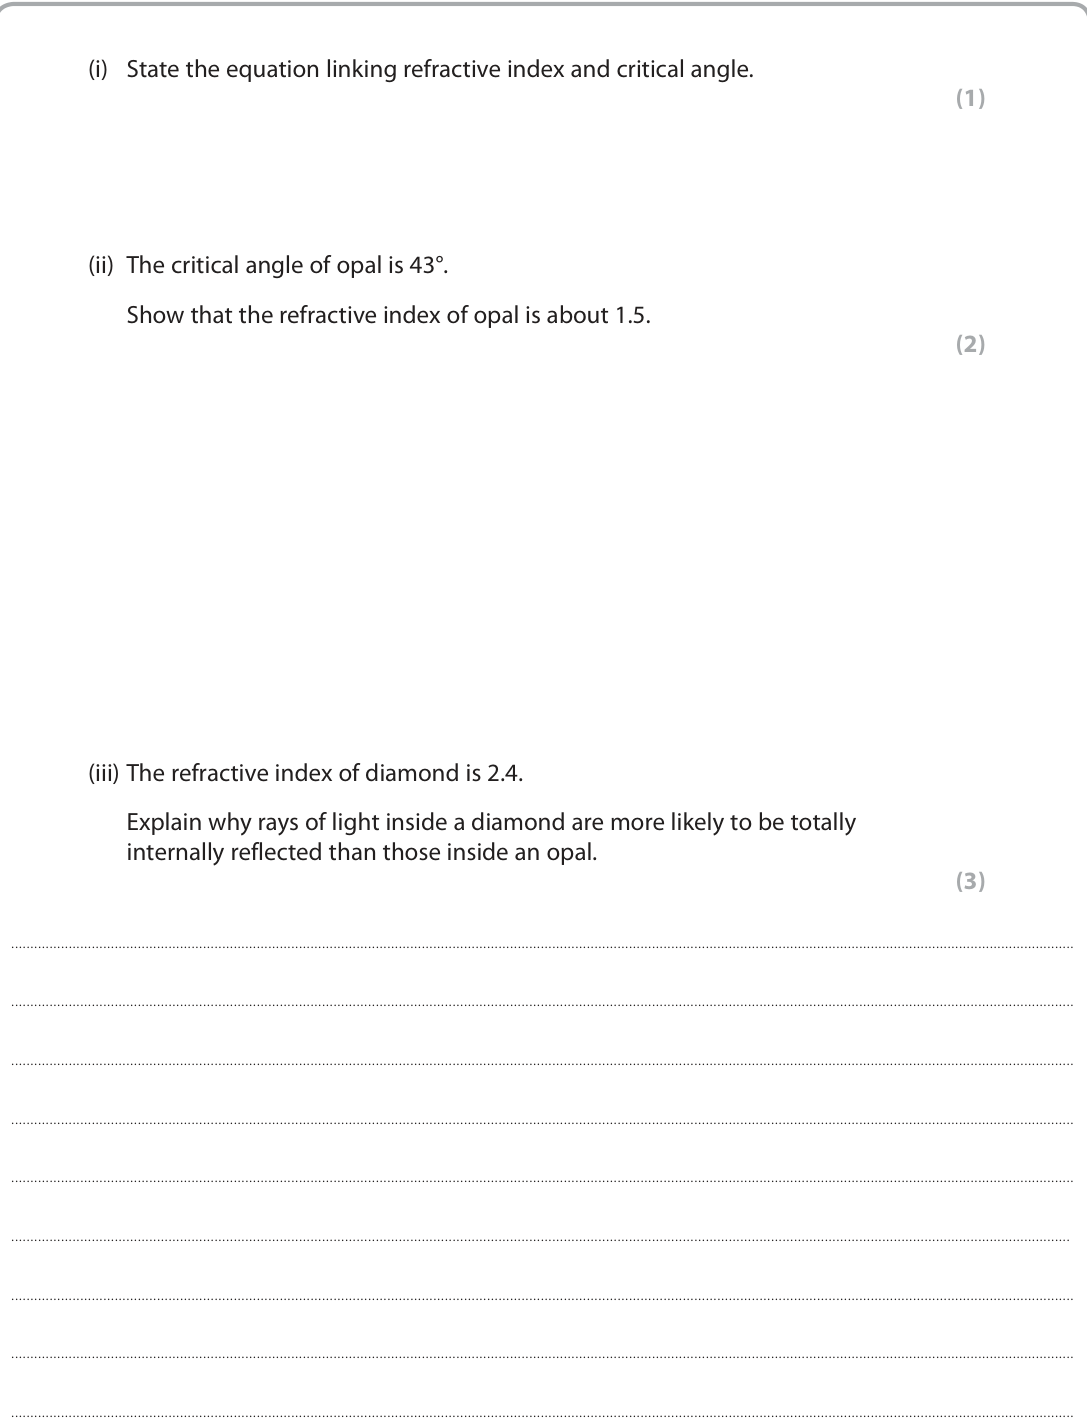 (i) State the equation linking refractive index and critical angle.
(1)
(ii) The critical angle of opal is 43°.
Show that the refractive index of opal is about 1.5.
(2)
(iii) The refractive index of diamond is 2.4.
Explain why rays of light inside a diamond are more likely to be totally
internally reflected than those inside an opal.
(3)